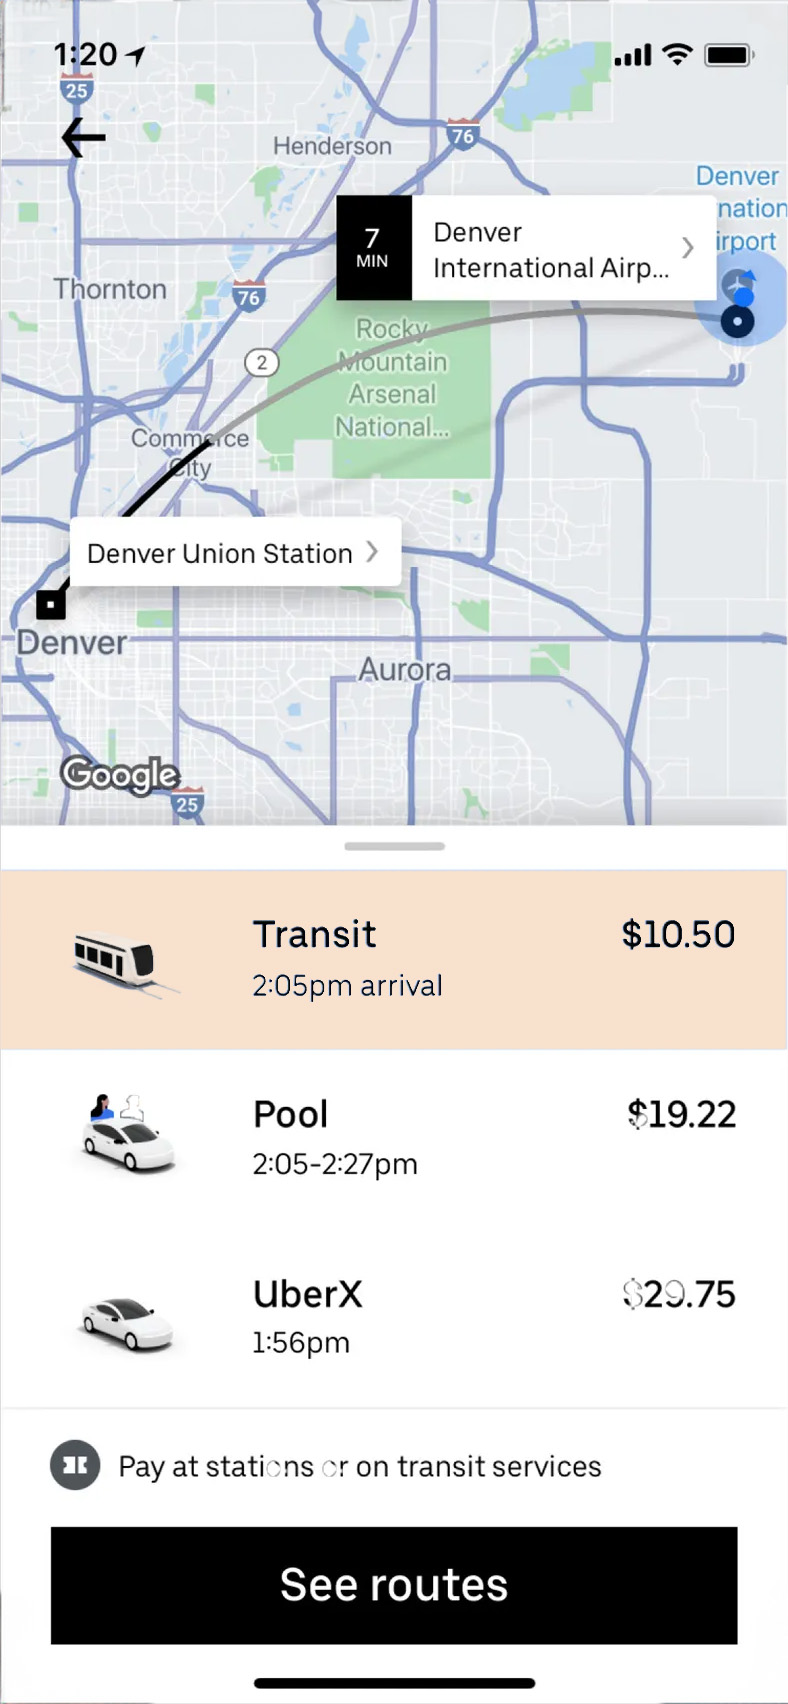 1:20
25
76
Henderson
Denver
nation
irport
7
MIN
Denver
International Airp...
Thornton
76
2
Rocky
Mountain
Arsenal
National...
Commerce
City
Denver Union Station
Denver
Aurora
Google
25
Transit
$10.50
2:05pm arrival
Pool
$19.22
2:05-2:27pm
UberX
$29.75
1:56pm
Pay at stations or on transit services
See routes